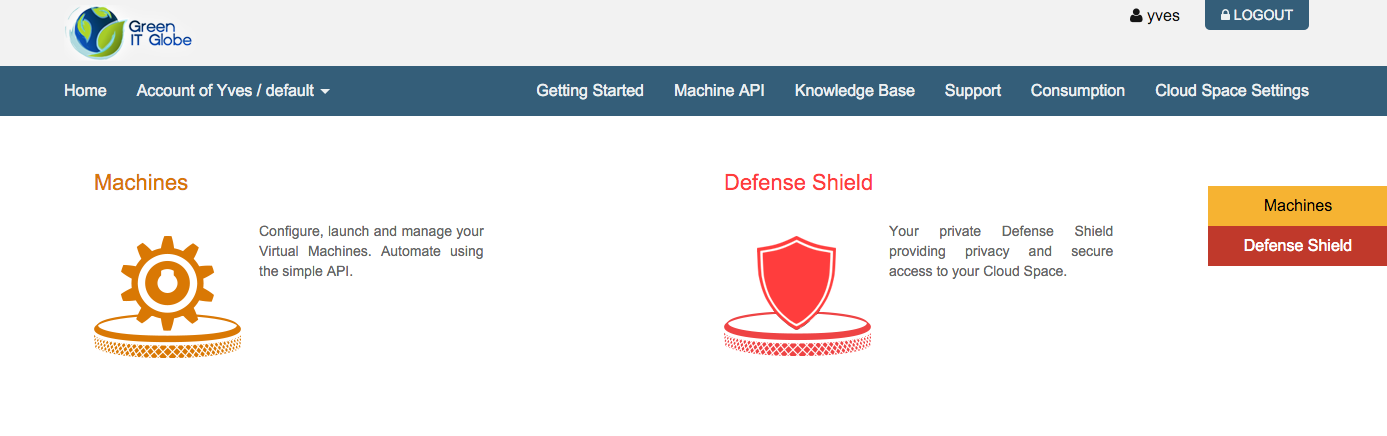 Green
IT Globe
yves
LOGOUT
Home
Account of Yves / default
Getting Started
Machine API
Knowledge Base
Support
Consumption
Cloud Space Settings
Machines
Configure, launch and manage your
Virtual Machines. Automate using
the simple API.
Defense Shield
Your private Defense Shield
providing privacy and secure
access to your Cloud Space.
Machines
Defense Shield